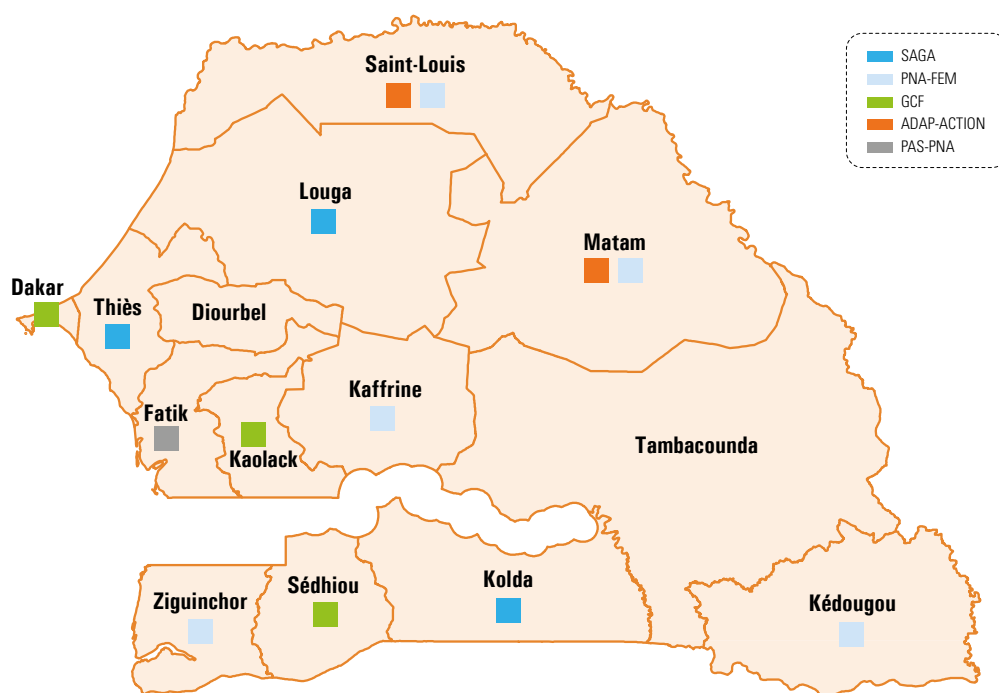 Saint-Louis
SAGA
PNA-FEM
GCF
ADAP-ACTION
PAS-PNA
Louga
Matam
Dakar
Thiès
Diourbel
Kaffrine
Fatik
Kaolack
Tambacounda
Ziguinchor
Sédhiou
Kolda
Kédougou